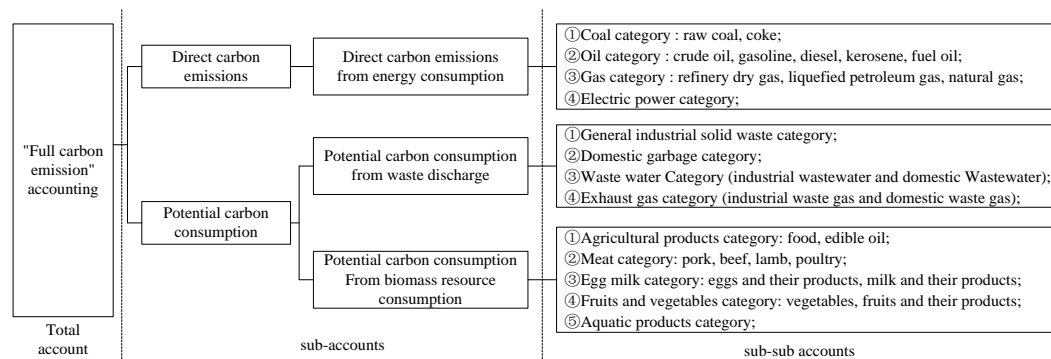 "Full carbon
emission"
accounting
Total
account
Direct carbon
emissions
Potential carbon
consumption
Direct carbon emissions
from energy consumption
Potential carbon consumption
from waste discharge
Potential carbon consumption
From biomass resource
consumption
sub-accounts
①Coal category : raw coal, coke;
②Oil category : crude oil, gasoline, diesel, kerosene, fuel oil;
③Gas category : refinery dry gas, liquefied petroleum gas, natural gas;
④Electric power category;
①General industrial solid waste category;
②Domestic garbage category;
③Waste water Category (industrial wastewater and domestic Wastewater);
④Exhaust gas category (industrial waste gas and domestic waste gas);
①Agricultural products category: food, edible oil;
②Meat category: pork, beef, lamb, poultry;
③Egg milk category: eggs and their products, milk and their products;
④Fruits and vegetables category: vegetables, fruits and their products;
⑤Aquatic products category;
sub-sub accounts